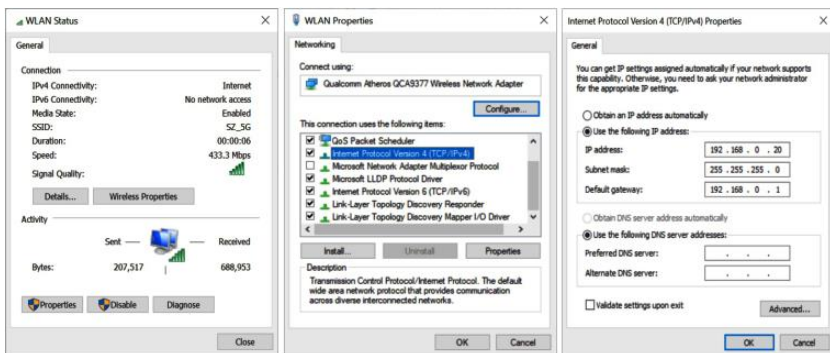 WLAN Status
General
Connection
IPv4 Connectivity: Internet
IPv6 Connectivity: No network access
Media State: Enabled
SSID: SZ_5G
Duration: 00:00:06
Speed: 433.3 Mbps
Signal Quality:
Details... Wireless Properties
Activity
Sent Received
Bytes: 207,517 688,953
Properties Disable Diagnose
Close
WLAN Properties
Networking
Connect using:
Qualcomm Atheros QCA9377 Wireless Network Adapter
Configure...
This connection uses the following items:
QoS Packet Scheduler
Internet Protocol Version 4 (TCP/IPv4)
Microsoft Network Adapter Multiplexor Protocol
Microsoft LLDP Protocol Driver
Internet Protocol Version 6 (TCP/IPv6)
Link-Layer Topology Discovery Responder
Link-Layer Topology Discovery Mapper I/O Driver
Install... Uninstall Properties
Description
Transmission Control Protocol/Internet Protocol. The default
wide area network protocol that provides communication
across diverse interconnected networks.
OK Cancel
Internet Protocol Version 4 (TCP/IPv4) Properties
General
You can get IP settings assigned automatically if your network supports
this capability. Otherwise, you need to ask your network administrator
for the appropriate IP settings.
Obtain an IP address automatically
Use the following IP address:
IP address: 192 . 168 . 0 . 20
Subnet mask: 255 . 255 . 255 . 0
Default gateway: 192 . 168 . 0 . 1
Obtain DNS server address automatically
Use the following DNS server addresses:
Preferred DNS server: . . .
Alternate DNS server: . . .
Validate settings upon exit
Advanced...
OK Cancel